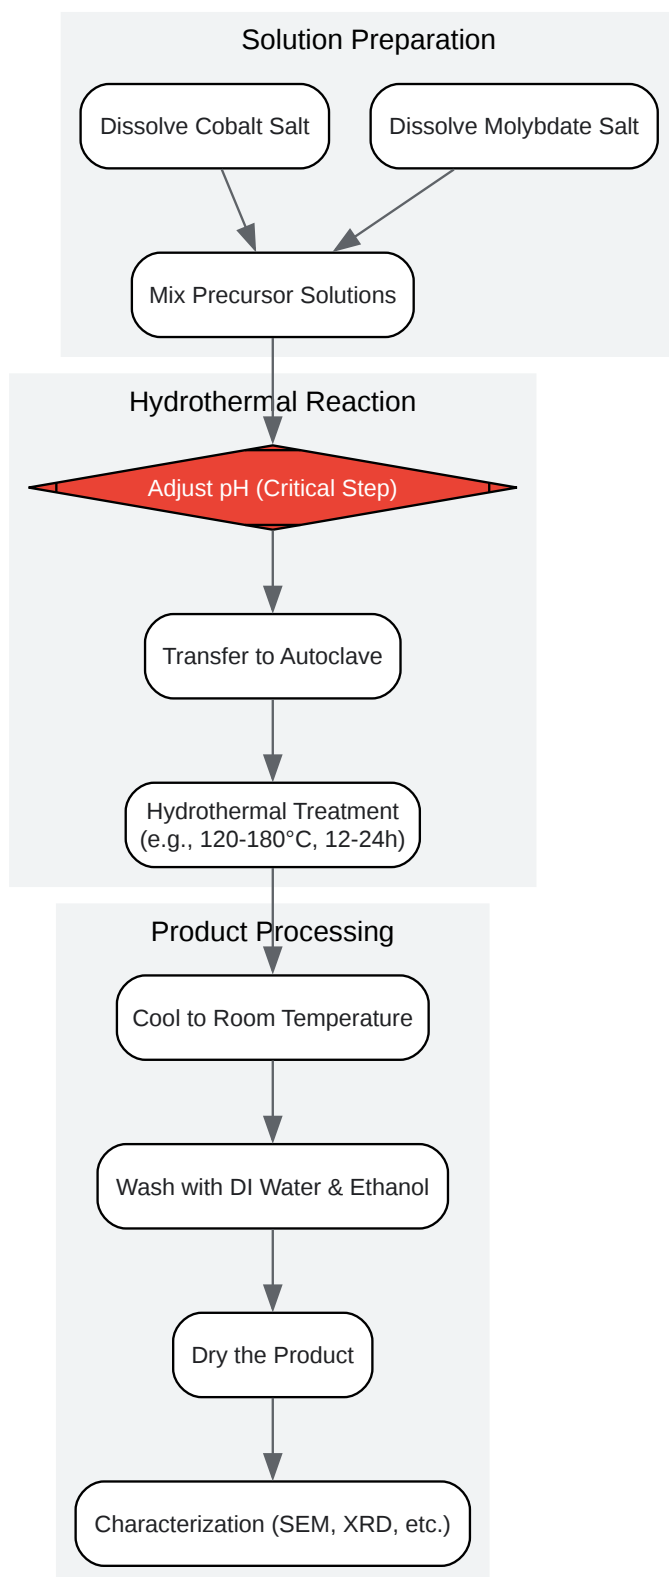 Solution Preparation
Dissolve Cobalt Salt
Dissolve Molybdate Salt
Mix Precursor Solutions
Hydrothermal Reaction
Adjust pH (Critical Step)
Transfer to Autoclave
Hydrothermal Treatment
(e.g., 120-180°C, 12-24h)
Product Processing
Cool to Room Temperature
Wash with DI Water & Ethanol
Dry the Product
Characterization (SEM, XRD, etc.)